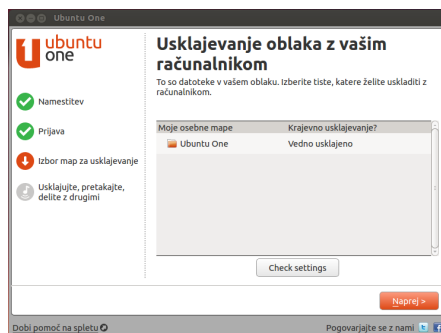 Ubuntu One
ubuntu
one
Namestitev
Prijava
Izbor map za usklajevanje
Usklajujte, pretakajte,
delite z drugimi
Usklajevanje oblaka z vašim
računalnikom
To so datoteke v vašem oblaku. Izberite tiste, katere želite uskladiti z
računalnikom.
Moje osebne mape Krajevno usklajevanje?
Ubuntu One Vedno usklajeno
Check settings
Naprej >
Dobi pomoč na spletu Pogovarjajte se z nami